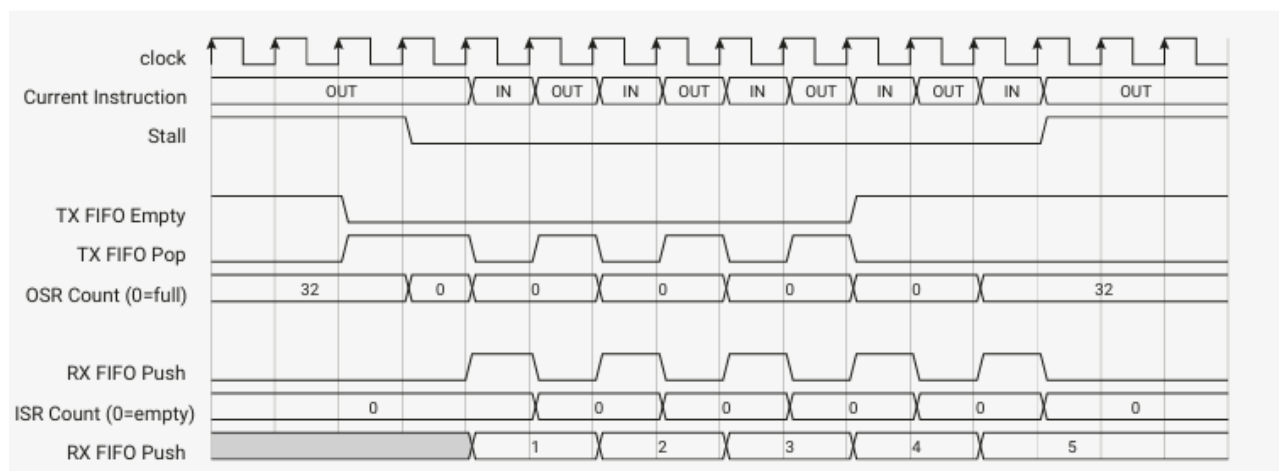 clock
Current Instruction OUT IN OUT IN OUT IN OUT IN OUT IN OUT
Stall
TX FIFO Empty
TX FIFO Pop
OSR Count (0=full) 32 0 0 0 0 0 32
RX FIFO Push
ISR Count (0=empty) 0 0 0 0 0 0
RX FIFO Push 1 2 3 4 5